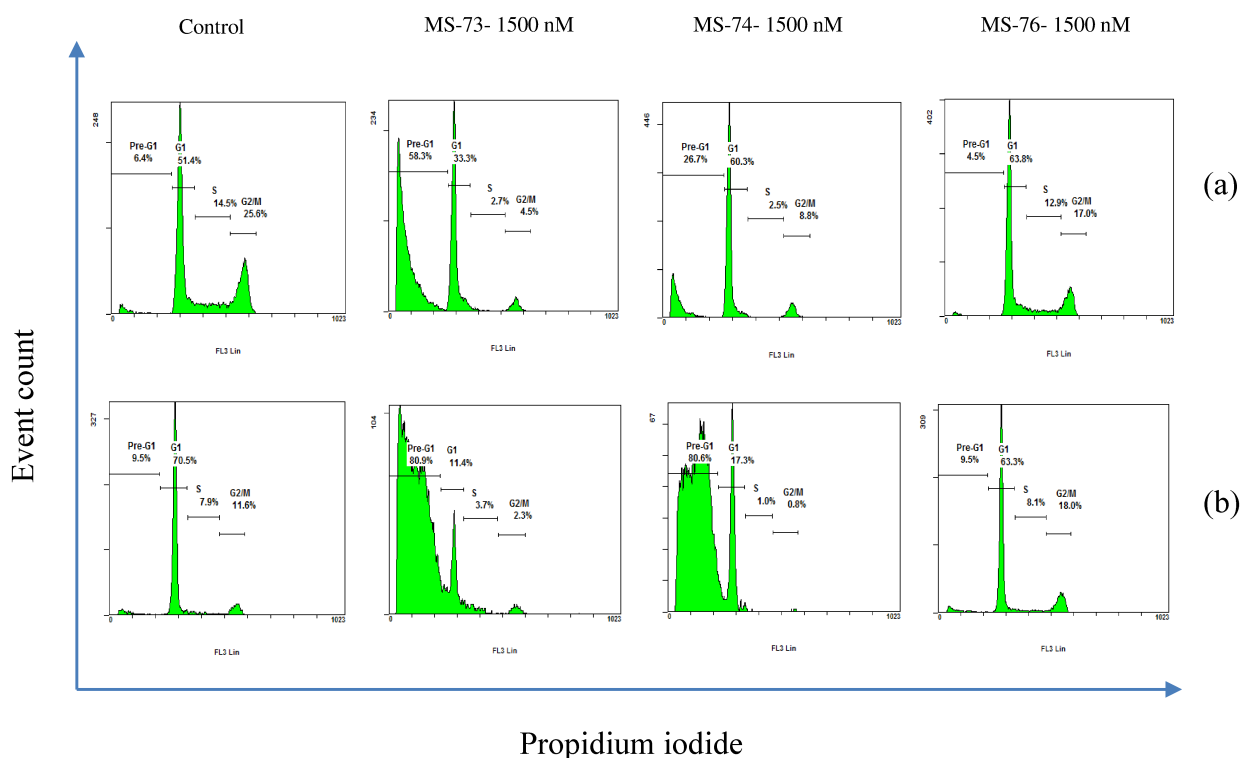 Control
MS-73- 1500 nM
MS-74- 1500 nM
MS-76- 1500 nM
248
Pre-G1
6.4%
G1
51.4%
S
14.5%
G2/M
25.6%
0
1023
FL3 Lin
234
Pre-G1
58.3%
G1
33.3%
S
2.7%
G2/M
4.5%
0
1023
FL3 Lin
446
Pre-G1
26.7%
G1
60.3%
S
2.5%
G2/M
8.8%
0
1023
FL3 Lin
402
Pre-G1
4.5%
G1
63.8%
S
12.9%
G2/M
17.0%
0
1023
FL3 Lin
(a)
327
Pre-G1
9.5%
G1
70.5%
S
7.9%
G2/M
11.6%
0
1023
FL3 Lin
104
Pre-G1
80.9%
G1
11.4%
S
3.7%
G2/M
2.3%
0
1023
FL3 Lin
67
Pre-G1
80.6%
G1
17.3%
S
1.0%
G2/M
0.8%
0
1023
FL3 Lin
309
Pre-G1
9.5%
G1
63.3%
S
8.1%
G2/M
18.0%
0
1023
FL3 Lin
(b)
Event count
Propidium iodide